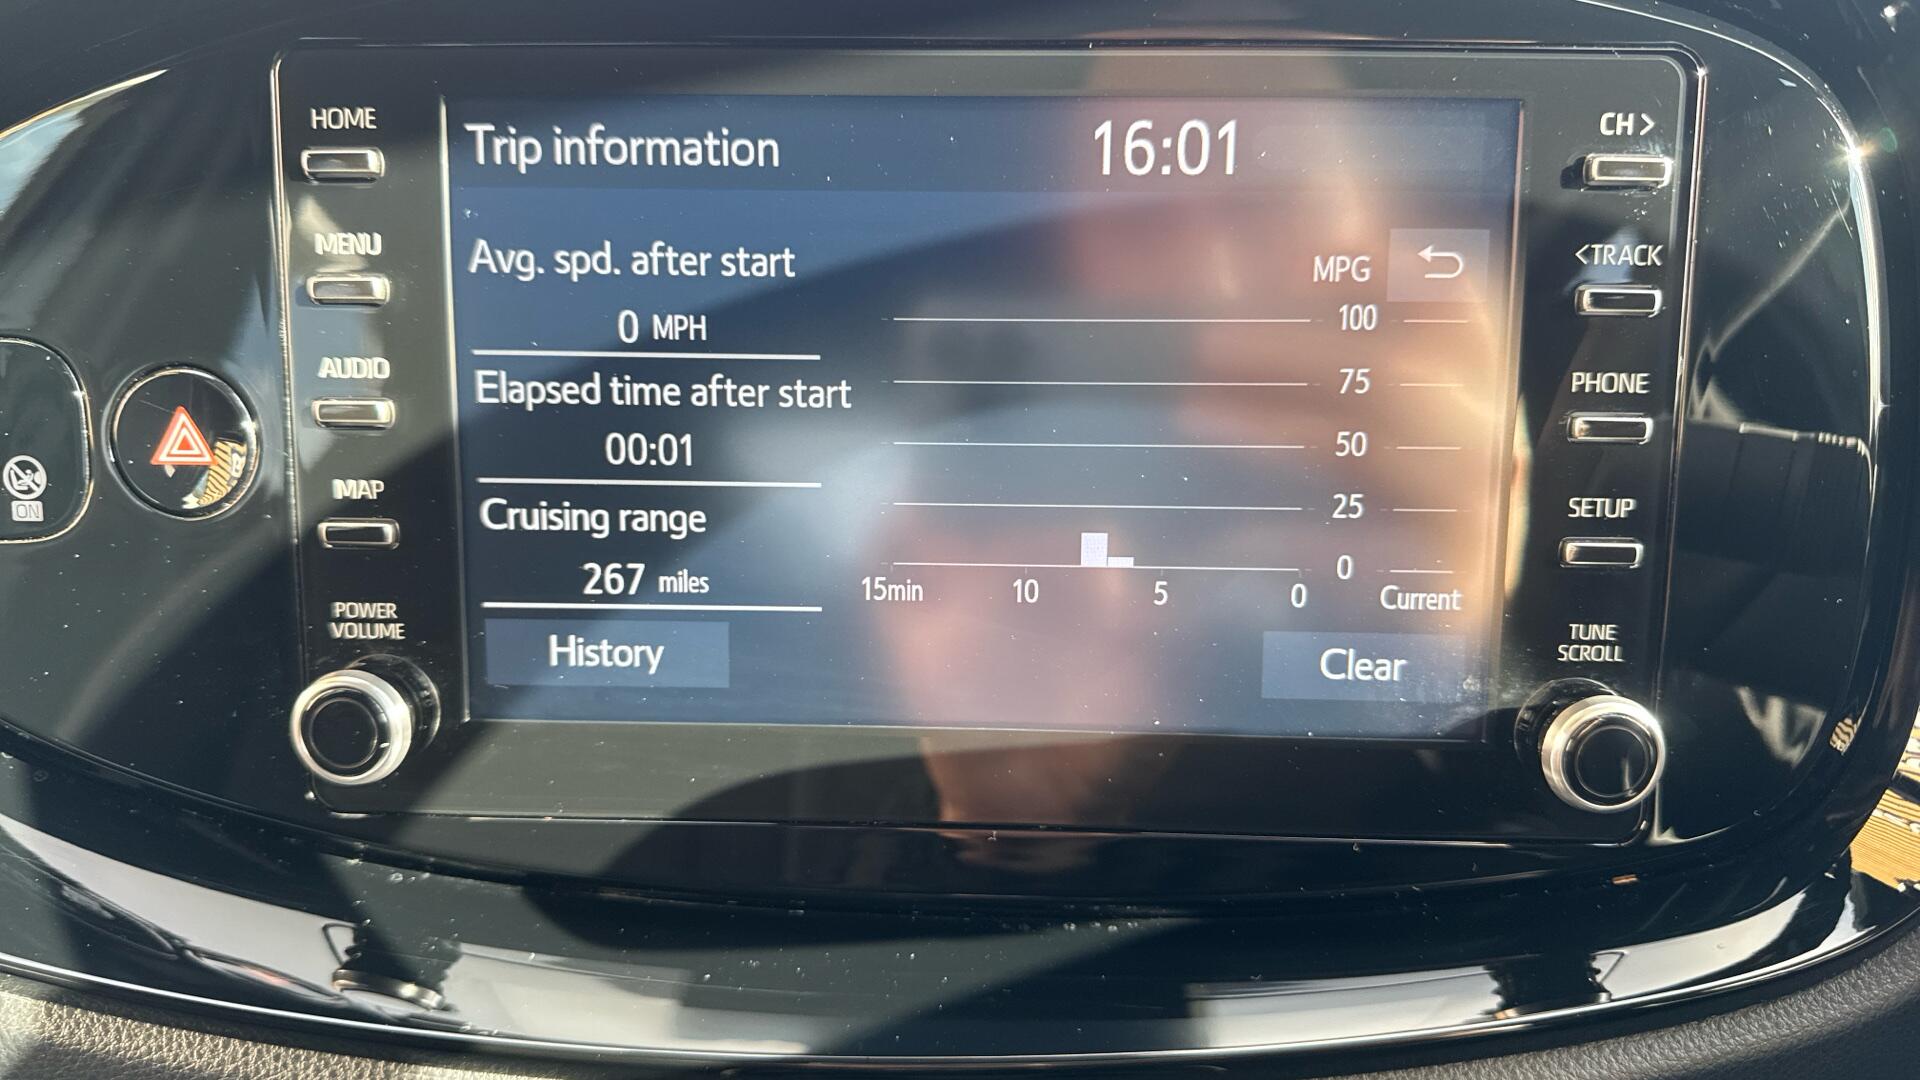 HOME
MENU
AUDIO
MAP
POWER
VOLUME
ON
Trip information
16:01
Avg. spd. after start
0 MPH
Elapsed time after start
00:01
Cruising range
267 miles
History
MPG
100
75
50
25
0
15min 10 5 0 Current
Clear
CH >
< TRACK
PHONE
SETUP
TUNE
SCROLL